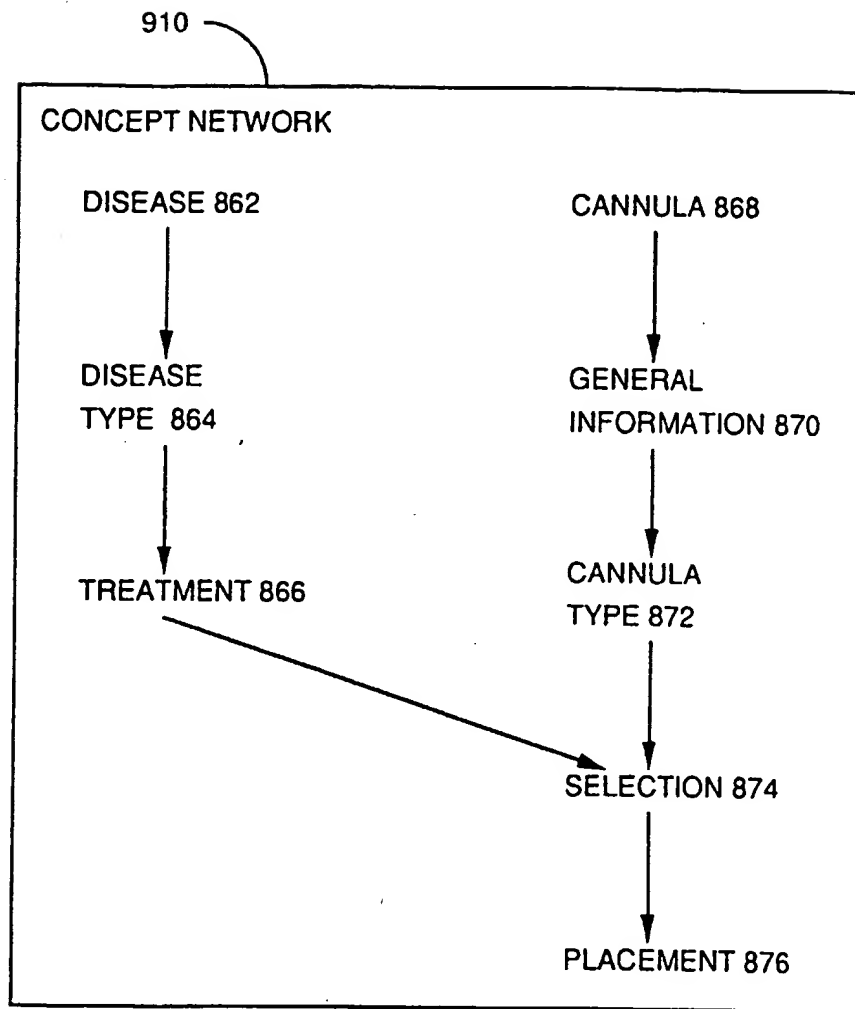 910
CONCEPT NETWORK
DISEASE 862
CANNULA 868
DISEASE
TYPE 864
GENERAL
INFORMATION 870
TREATMENT 866
CANNULA
TYPE 872
SELECTION 874
PLACEMENT 876